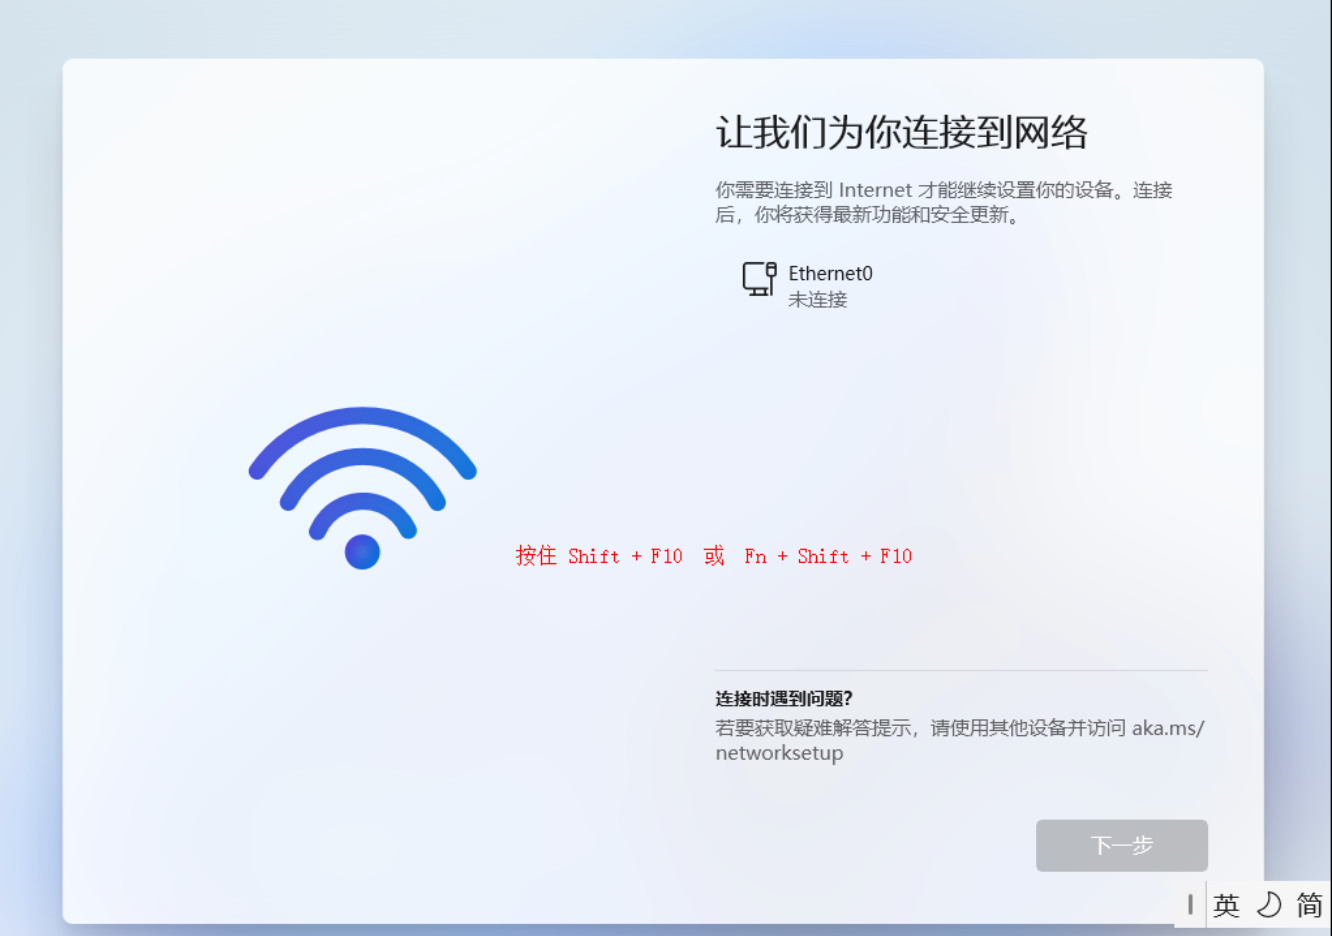 让我们为你连接到网络
你需要连接到 Internet 才能继续设置你的设备。连接
后，你将获得最新功能和安全更新。
Ethernet0
未连接
按住 Shift + F10 或 Fn + Shift + F10
连接时遇到问题?
若要获取疑难解答提示，请使用其他设备并访问 aka.ms/
networksetup
下一步
英 简